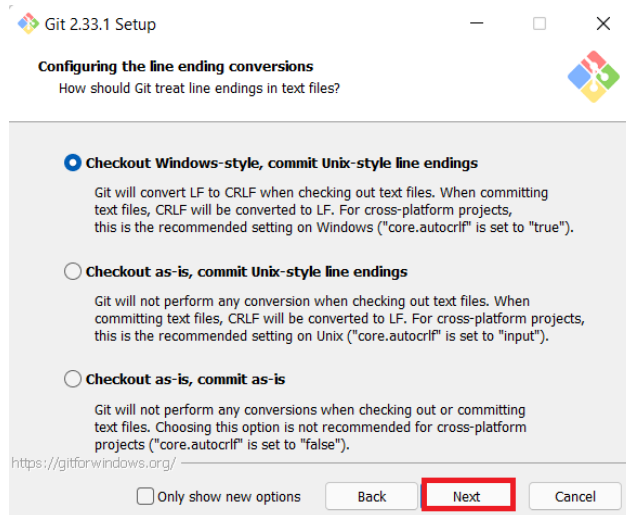 Git 2.33.1 Setup
Configuring the line ending conversions
How should Git treat line endings in text files?
Checkout Windows-style, commit Unix-style line endings
Git will convert LF to CRLF when checking out text files. When committing
text files, CRLF will be converted to LF. For cross-platform projects,
this is the recommended setting on Windows ("core.autocrlf" is set to "true").
Checkout as-is, commit Unix-style line endings
Git will not perform any conversion when checking out text files. When
committing text files, CRLF will be converted to LF. For cross-platform projects,
this is the recommended setting on Unix ("core.autocrlf" is set to "input").
Checkout as-is, commit as-is
Git will not perform any conversions when checking out or committing
text files. Choosing this option is not recommended for cross-platform
projects ("core.autocrlf" is set to "false").
https://gitforwindows.org/
Only show new options Back Next Cancel